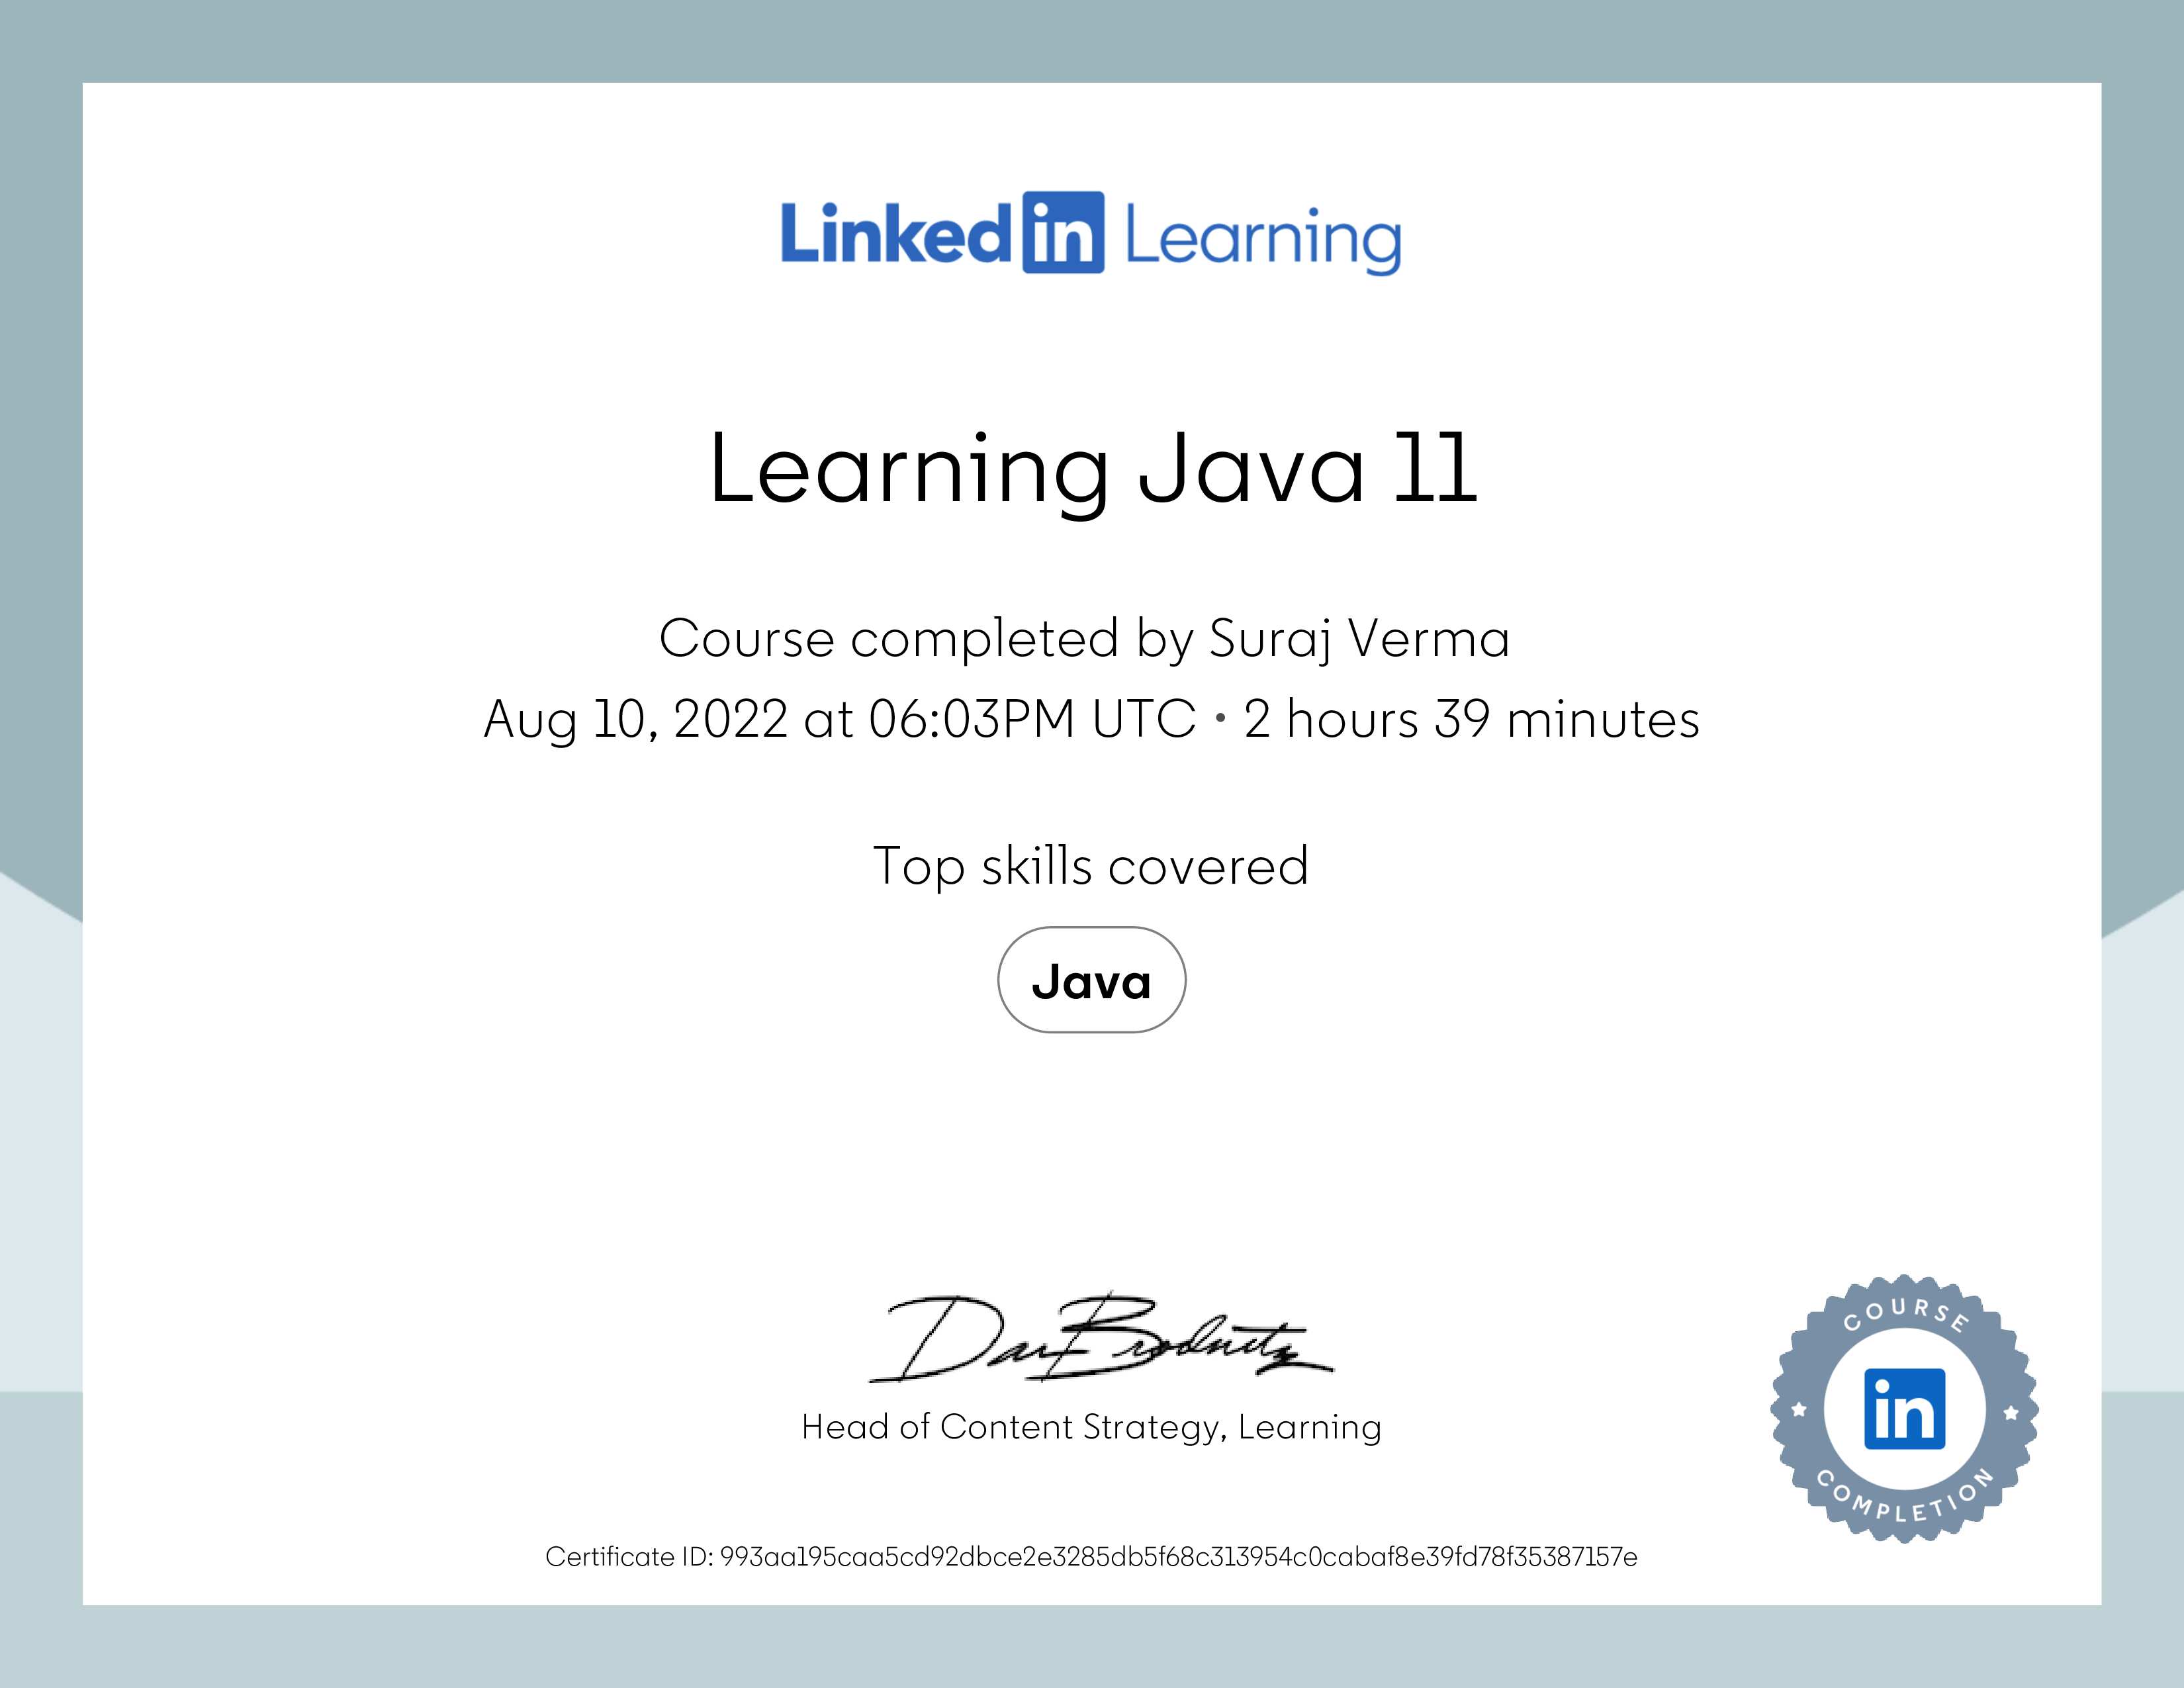 Linked in Learning
Learning Java 11
Course completed by Suraj Verma
Aug 10, 2022 at 06:03PM UTC • 2 hours 39 minutes
Top skills covered
Java
Dan Brodnitz
Head of Content Strategy, Learning
COURSE
in
COMPLETION
Certificate ID: 993aa195caa5cd92dbce2e3285db5f68c313954c0cabaf8e39fd78f35387157e